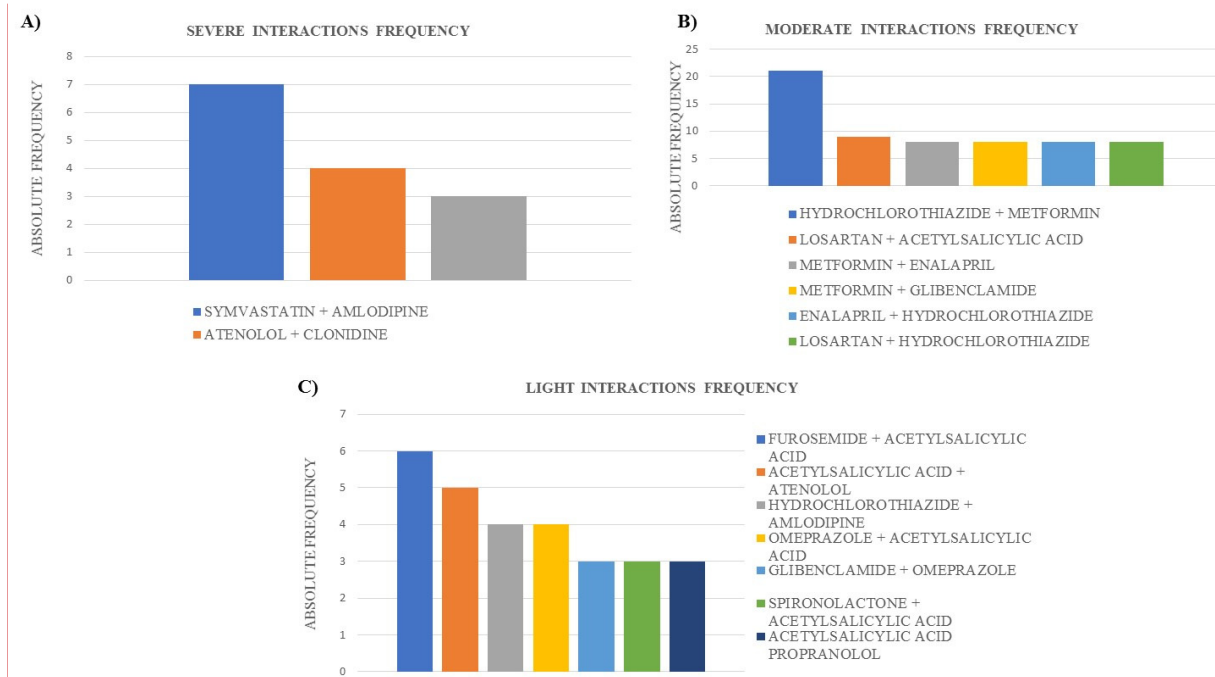 A)
SEVERE INTERACTIONS FREQUENCY
ABSOLUTE FREQUENCY
8
7
6
5
4
3
2
1
0
SYMVASTATIN + AMLODIPINE
ATENOLOL + CLONIDINE
B)
MODERATE INTERACTIONS FREQUENCY
ABSOLUTE FREQUENCY
25
20
15
10
5
0
HYDROCHLOROTHIAZIDE + METFORMIN
LOSARTAN + ACETYLSALICYLIC ACID
METFORMIN + ENALAPRIL
METFORMIN + GLIBENCLAMIDE
ENALAPRIL + HYDROCHLOROTHIAZIDE
LOSARTAN + HYDROCHLOROTHIAZIDE
C)
LIGHT INTERACTIONS FREQUENCY
ABSOLUTE FREQUENCY
7
6
5
4
3
2
1
0
FUROSEMIDE + ACETYLSALICYLIC
ACID
ACETYLSALICYLIC ACID +
ATENOLOL
HYDROCHLOROTHIAZIDE +
AMLODIPINE
OMEPRAZOLE + ACETYLSALICYLIC
ACID
GLIBENCLAMIDE + OMEPRAZOLE
SPIRONOLACTONE +
ACETYLSALICYLIC ACID
ACETYLSALICYLIC ACID
PROPRANOLOL